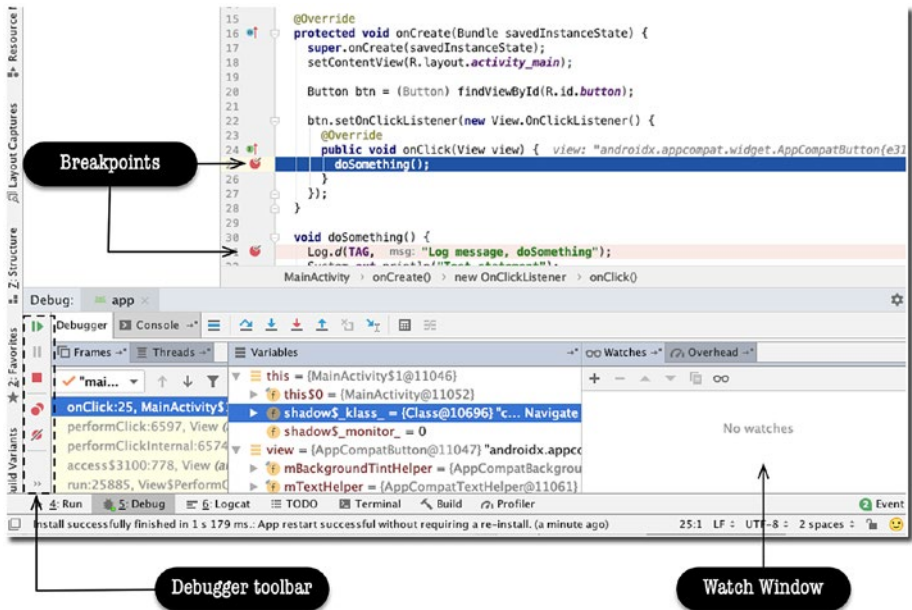 Resource M
Layout Captures
Z: Structure
2: Favorites
uild Variants
15 @Override
16 protected void onCreate(Bundle savedInstanceState) {
17 super.onCreate(savedInstanceState);
18 setContentView(R.layout.activity_main);
19
20 Button btn = (Button) findViewById(R.id.button);
21
22 btn.setOnClickListener(new View.OnClickListener() {
23 @Override
24 public void onClick(View view) { view: "androidx.appcompat.widget.AppCompatButton{e31
Breakpoints
doSomething();
26 }
27 });
28 }
29
30 void doSomething() {
Log.d(TAG, msg: "Log message, doSomething");
MainActivity > onCreate() > new OnClickListener > onClick()
Debug: app ×
Debugger Console
Frames Threads Variables Watches Overhead
"mai...
onClick:25, MainActivity$
performClick:6597, View (
performClickInternal:6574
access$3100:778, View (a
run:25885, View$PerformC
this = {MainActivity$1@11046}
this$0 = {MainActivity@11052}
shadow$_klass_ = {Class@10696} "c... Navigate
shadow$_monitor_ = 0
view = {AppCompatButton@11047} "androidx.appcc
mBackgroundTintHelper = {AppCompatBackgrou
mTextHelper = {AppCompatTextHelper@11061}
No watches
4: Run 5: Debug 6: Logcat TODO Terminal Build Profiler 2 Event
Install successfully finished in 1 s 179 ms.: App restart successful without requiring a re-install. (a minute ago) 25:1 LF UTF-8 2 spaces
Debugger toolbar
Watch Window